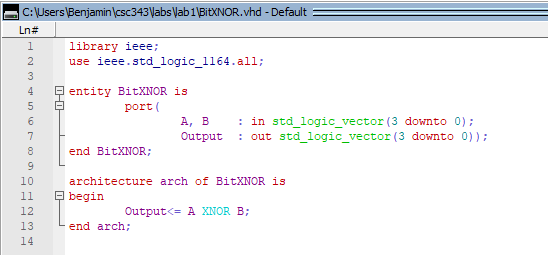 C:\Users\Benjamin\csc343\labs\lab1\BitXNOR.vhd - Default
Ln#
1 library ieee;
2 use ieee.std_logic_1164.all;
3
4 entity BitXNOR is
5 port(
6 A, B : in std_logic_vector(3 downto 0);
7 Output : out std_logic_vector(3 downto 0));
8 end BitXNOR;
9
10 architecture arch of BitXNOR is
11 begin
12 Output<= A XNOR B;
13 end arch;
14